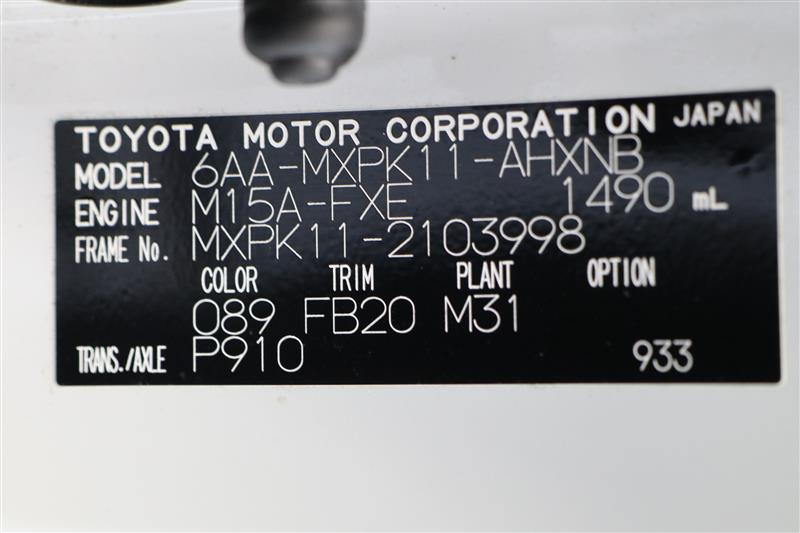 TOYOTA MOTOR CORPORATION JAPAN
MODEL 6AA-MXPK11-AHXNB
ENGINE M15A-FXE 1490 mL
FRAME No. MXPK11-2103998
COLOR TRIM PLANT OPTION
089 FB20 M31
TRANS./AXLE P910 933